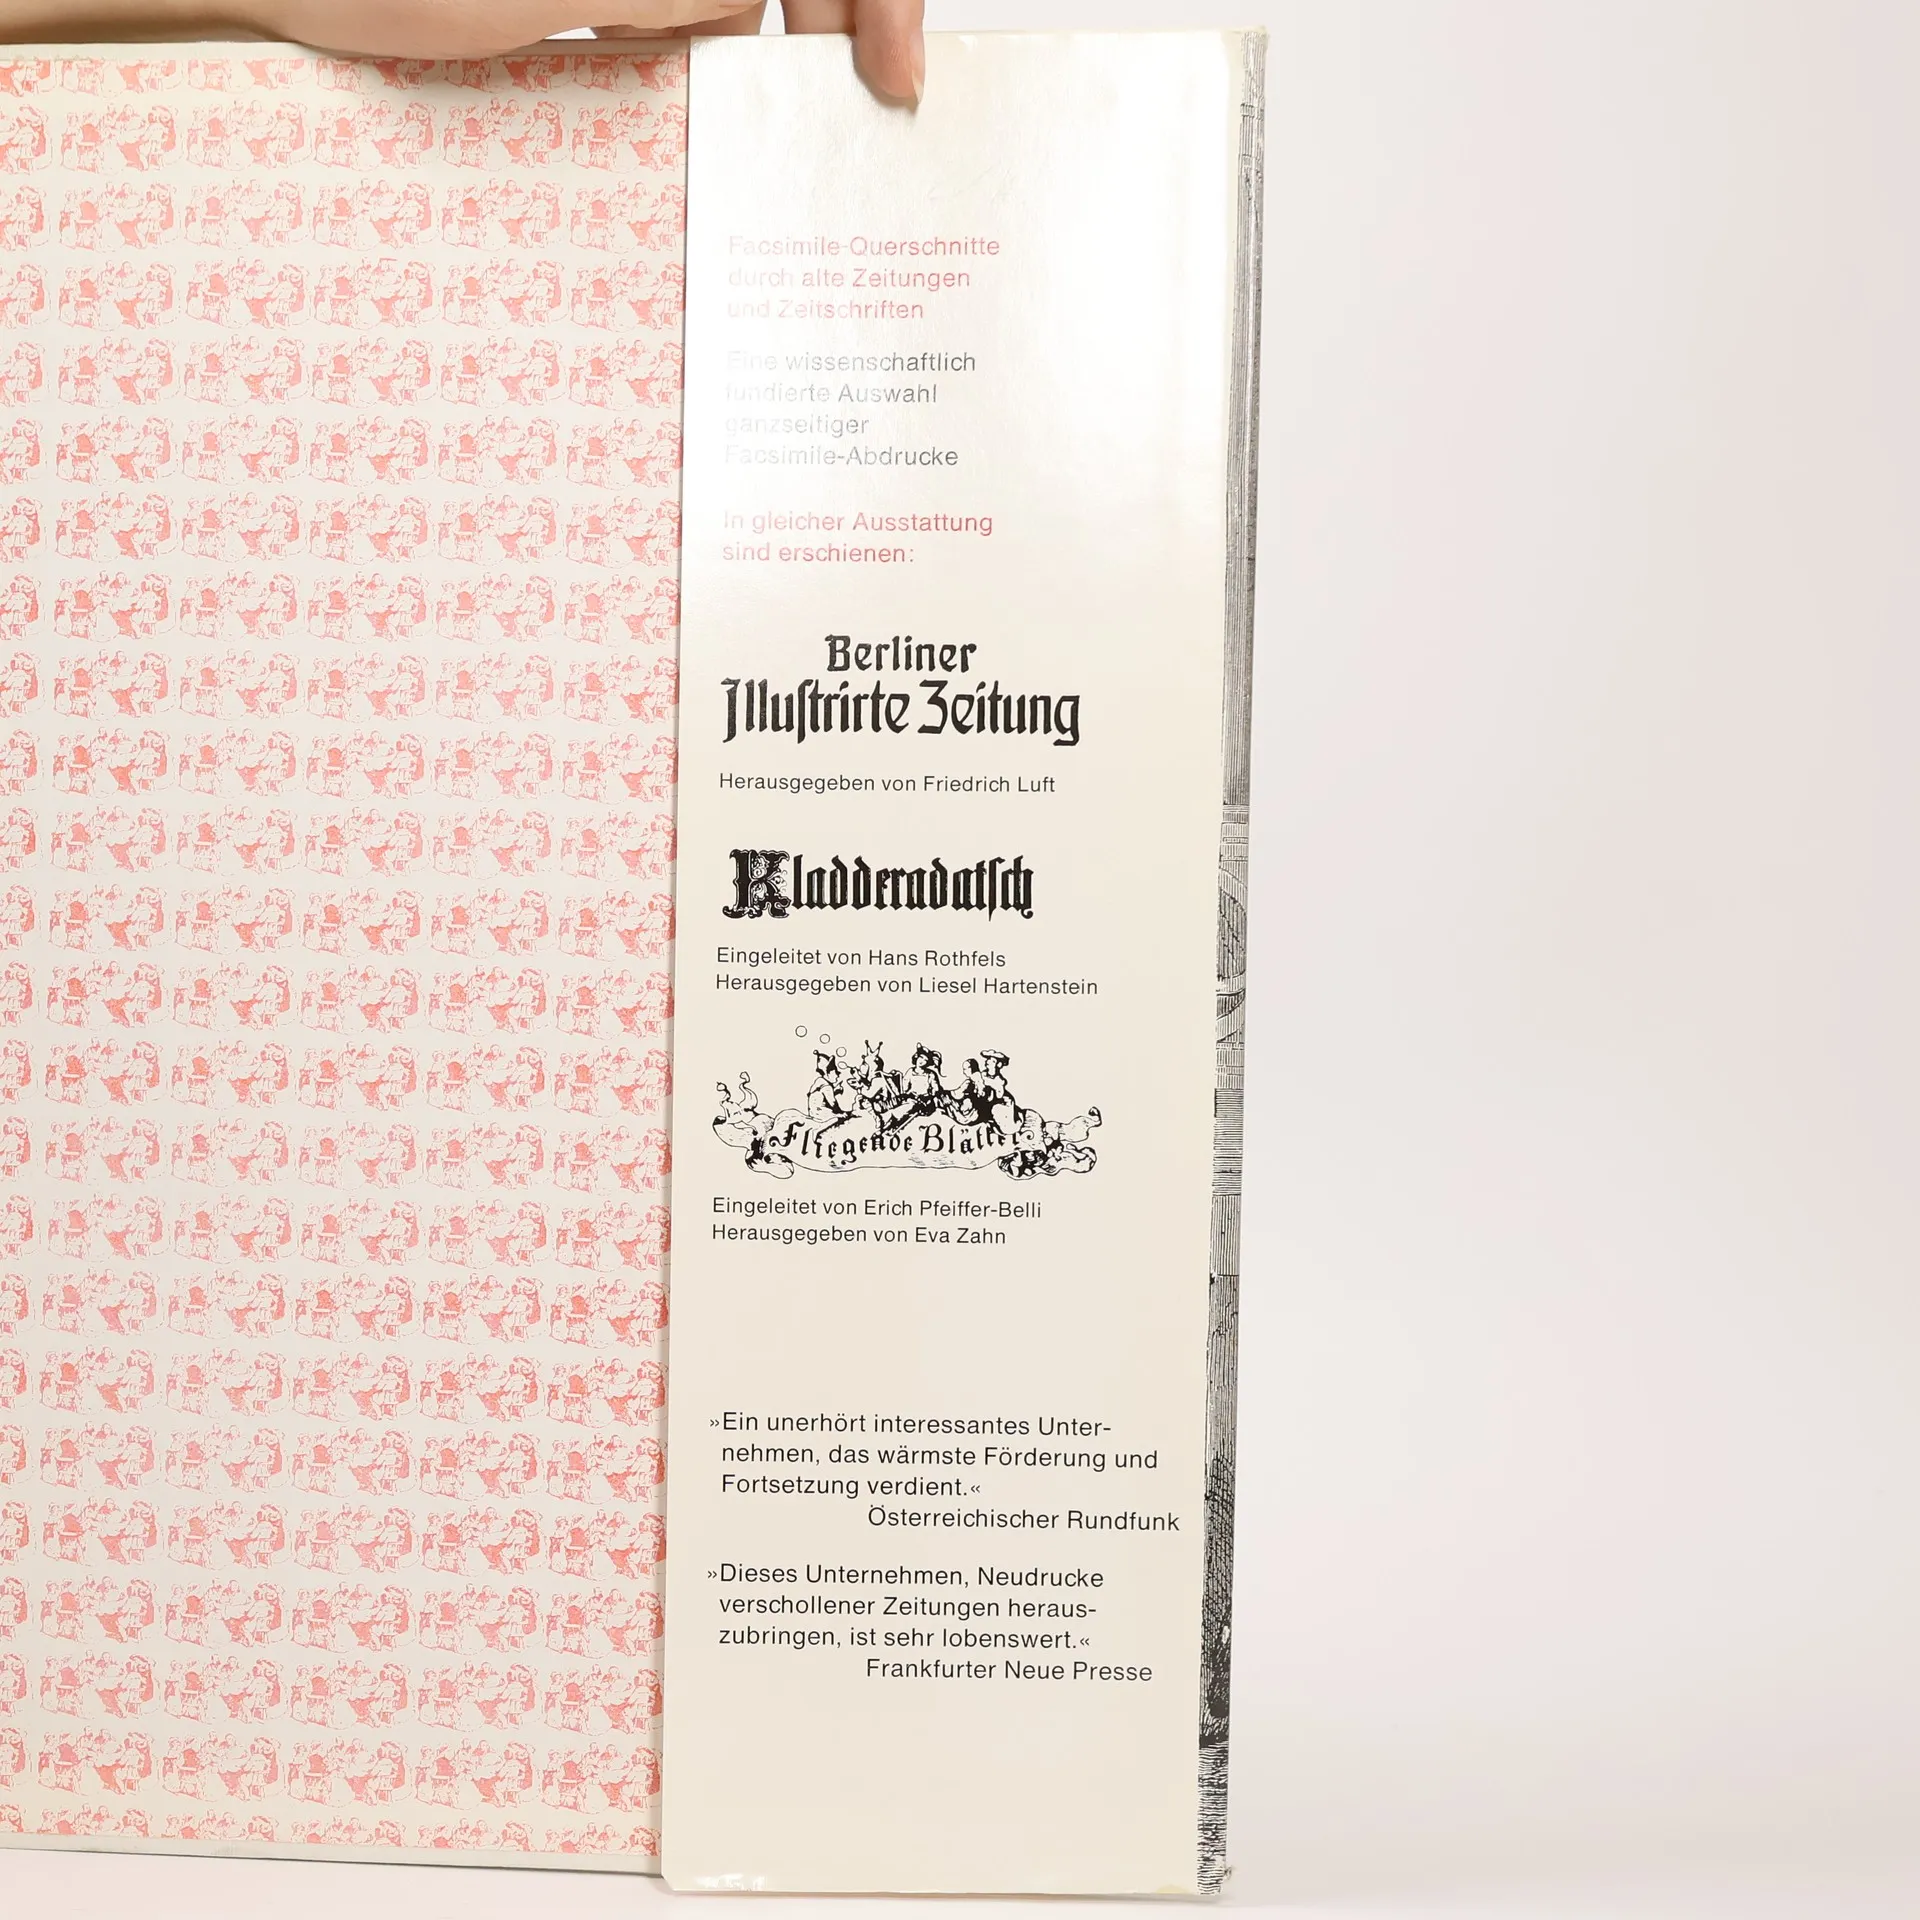 Facsimile-Querschnitte
durch alte Zeitungen
und Zeitschriften
Eine wissenschaftlich
fundierte Auswahl
ganzseitiger
Facsimile-Abdrucke
In gleicher Ausstattung
sind erschienen:
Berliner
Illuſtrirte Zeitung
Herausgegeben von Friedrich Luft
Kladderadatſch
Eingeleitet von Hans Rothfels
Herausgegeben von Liesel Hartenstein
Fliegende Blätter
Eingeleitet von Erich Pfeiffer-Belli
Herausgegeben von Eva Zahn
»Ein unerhört interessantes Unter-
nehmen, das wärmste Förderung und
Fortsetzung verdient.«
Österreichischer Rundfunk
»Dieses Unternehmen, Neudrucke
verschollener Zeitungen heraus-
zubringen, ist sehr lobenswert.«
Frankfurter Neue Presse